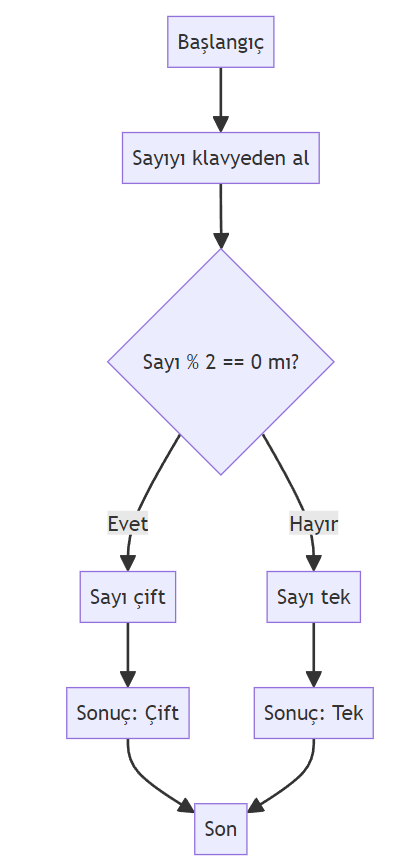 Başlangıç
Sayıyı klavyeden al
Sayı % 2 == 0 mı?
Evet
Hayır
Sayı çift
Sayı tek
Sonuç: Çift
Sonuç: Tek
Son